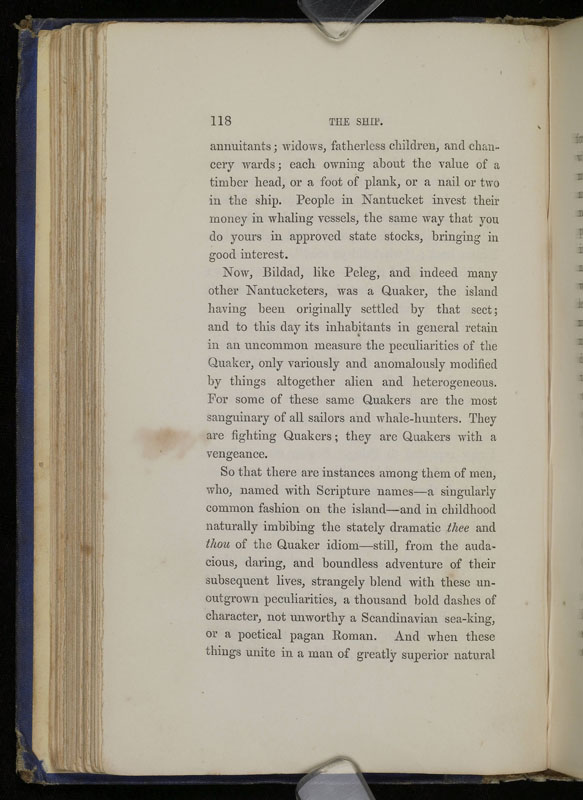 118 THE SHIP.
annuitants; widows, fatherless children, and chan-
cery wards; each owning about the value of a
timber head, or a foot of plank, or a nail or two
in the ship. People in Nantucket invest their
money in whaling vessels, the same way that you
do yours in approved state stocks, bringing in
good interest.
Now, Bildad, like Peleg, and indeed many
other Nantucketers, was a Quaker, the island
having been originally settled by that sect;
and to this day its inhabitants in general retain
in an uncommon measure the peculiarities of the
Quaker, only variously and anomalously modified
by things altogether alien and heterogeneous.
For some of these same Quakers are the most
sanguinary of all sailors and whale-hunters. They
are fighting Quakers; they are Quakers with a
vengeance.
So that there are instances among them of men,
who, named with Scripture names—a singularly
common fashion on the island—and in childhood
naturally imbibing the stately dramatic thee and
thou of the Quaker idiom—still, from the auda-
cious, daring, and boundless adventure of their
subsequent lives, strangely blend with these un-
outgrown peculiarities, a thousand bold dashes of
character, not unworthy a Scandinavian sea-king,
or a poetical pagan Roman. And when these
things unite in a man of greatly superior natural